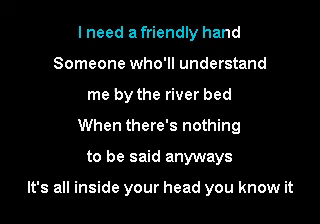 I need a friendly hand
Someone who'll understand
me by the river bed
When there's nothing
to be said anyways
It's all inside your head you know it